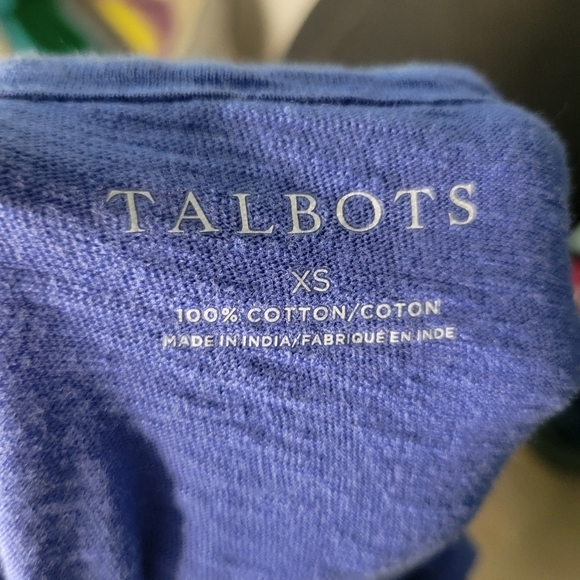 TALBOTS
XS
100% COTTON/COTON
MADE IN INDIA/FABRIQUÉ EN INDE